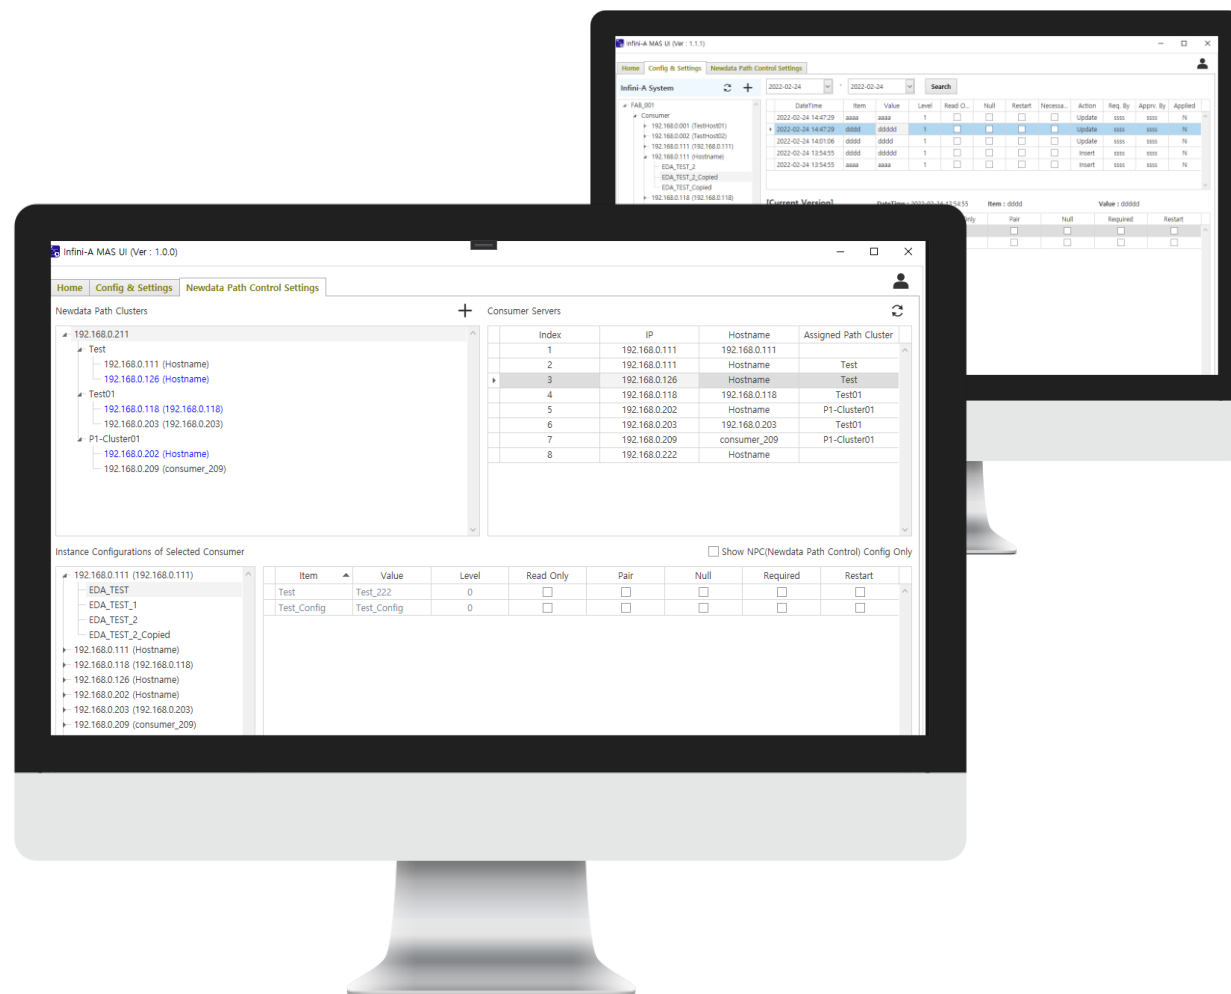 Infini-A MAS UI (Ver : 1.1.1)
Home Config & Settings Newdata Path Control Settings
Infini-A System
2022-02-24 - 2022-02-24 Search
FAB_001
Consumer
192.168.0.001 (TestHost01)
192.168.0.002 (TestHost02)
192.168.0.111 (192.168.0.111)
192.168.0.111 (Hostname)
EDA_TEST_2
EDA_TEST_2_Copied
EDA_TEST_Copied
192.168.0.118 (192.168.0.118)
DateTime Item Value Level Read O... Null Restart Necessa... Action Req. By Apprv. By Applied
2022-02-24 14:47:29 aaaa aaaa 1 Update ssss ssss N
2022-02-24 14:47:29 dddd ddddd 1 Update ssss ssss N
2022-02-24 14:01:06 dddd dddd 1 Update ssss ssss N
2022-02-24 13:54:55 dddd ddddd 1 Insert ssss ssss N
2022-02-24 13:54:55 aaaa aaaa 1 Insert ssss ssss N
[Current Version] DateTime : 2022-02-24 13:54:55 Item : dddd Value : ddddd
Pair Null Required Restart
Infini-A MAS UI (Ver : 1.0.0)
Home Config & Settings Newdata Path Control Settings
Newdata Path Clusters
192.168.0.211
Test
192.168.0.111 (Hostname)
192.168.0.126 (Hostname)
Test01
192.168.0.118 (192.168.0.118)
192.168.0.203 (192.168.0.203)
P1-Cluster01
192.168.0.202 (Hostname)
192.168.0.209 (consumer_209)
Consumer Servers
Index IP Hostname Assigned Path Cluster
1 192.168.0.111 192.168.0.111
2 192.168.0.111 Hostname Test
3 192.168.0.126 Hostname Test
4 192.168.0.118 192.168.0.118 Test01
5 192.168.0.202 Hostname P1-Cluster01
6 192.168.0.203 192.168.0.203 Test01
7 192.168.0.209 consumer_209 P1-Cluster01
8 192.168.0.222 Hostname
Instance Configurations of Selected Consumer
Show NPC(Newdata Path Control) Config Only
192.168.0.111 (192.168.0.111)
EDA_TEST
EDA_TEST_1
EDA_TEST_2
EDA_TEST_2_Copied
192.168.0.111 (Hostname)
192.168.0.118 (192.168.0.118)
192.168.0.126 (Hostname)
192.168.0.202 (Hostname)
192.168.0.203 (192.168.0.203)
192.168.0.209 (consumer_209)
Item Value Level Read Only Pair Null Required Restart
Test Test_222 0
Test_Config Test_Config 0